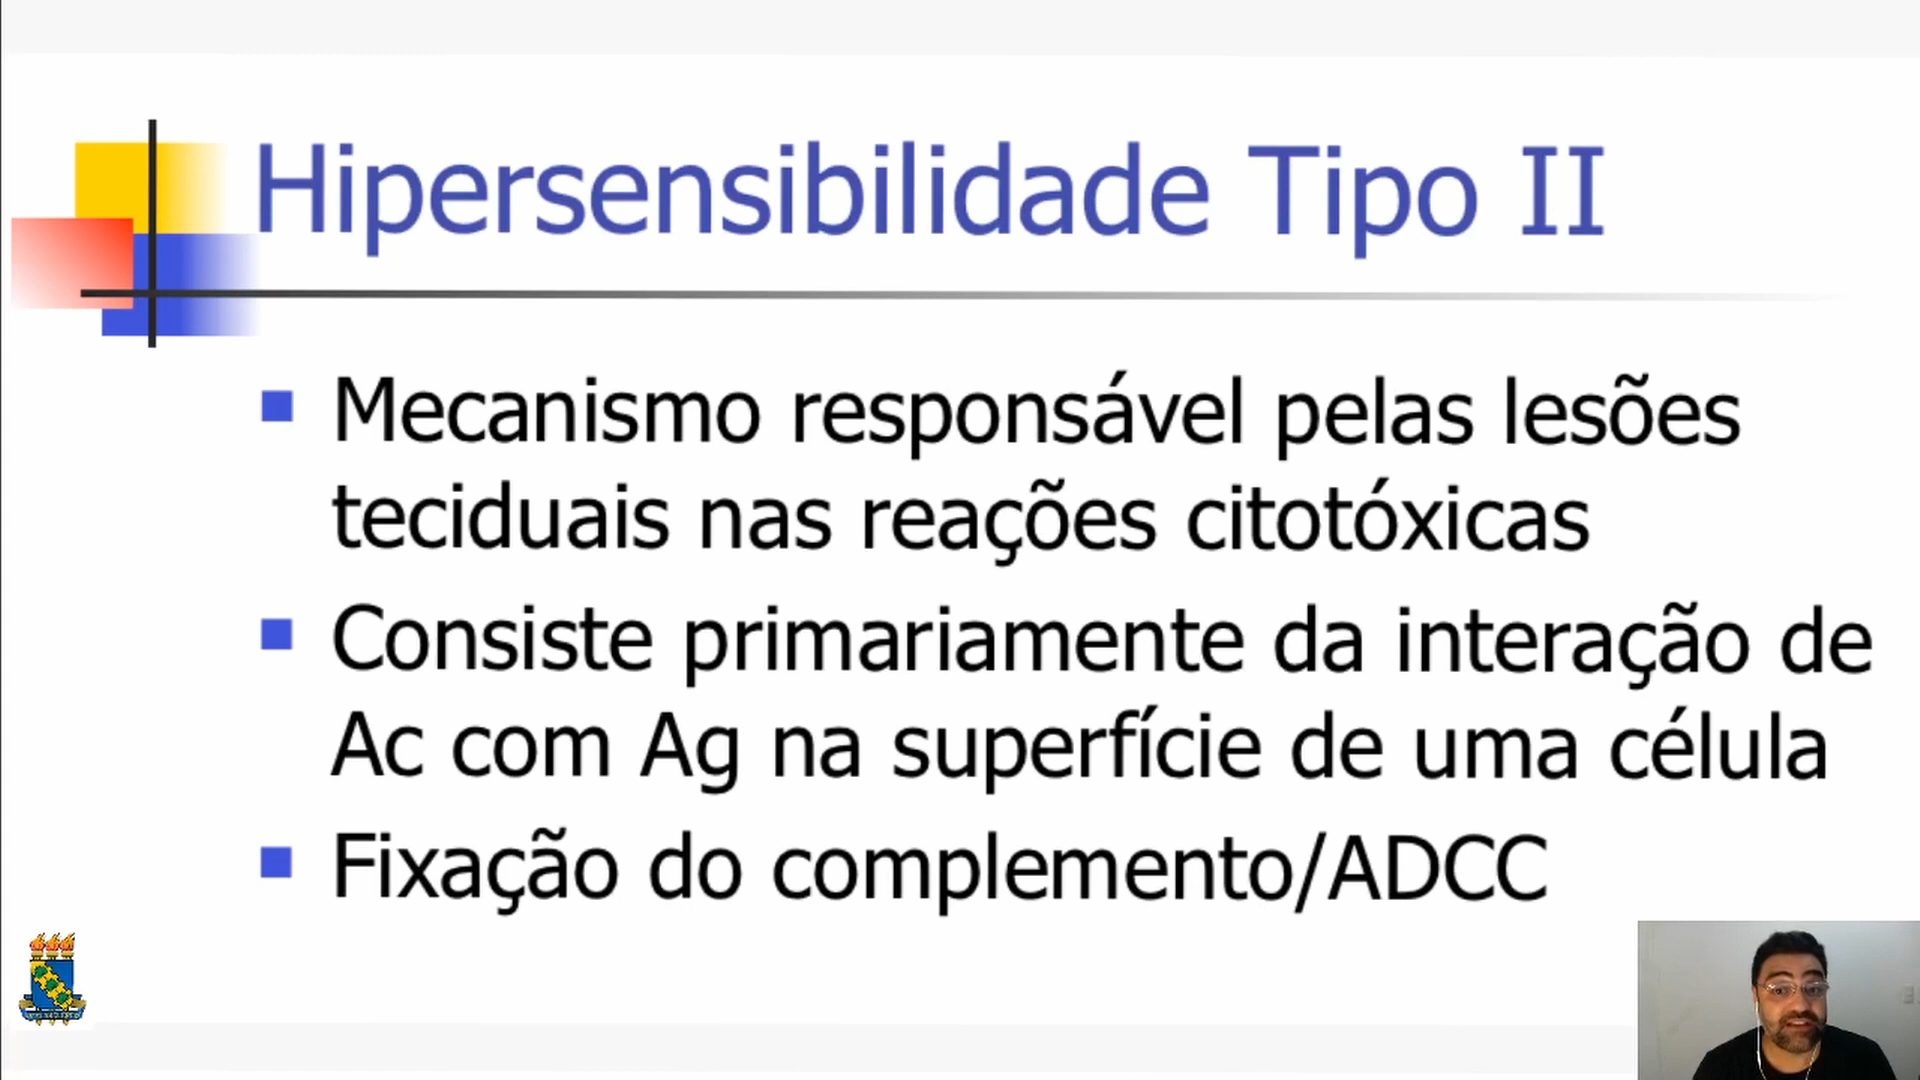 Hipersensibilidade Tipo II
Mecanismo responsável pelas lesões
teciduais nas reações citotóxicas
Consiste primariamente da interação de
Ac com Ag na superfície de uma célula
Fixação do complemento/ADCC